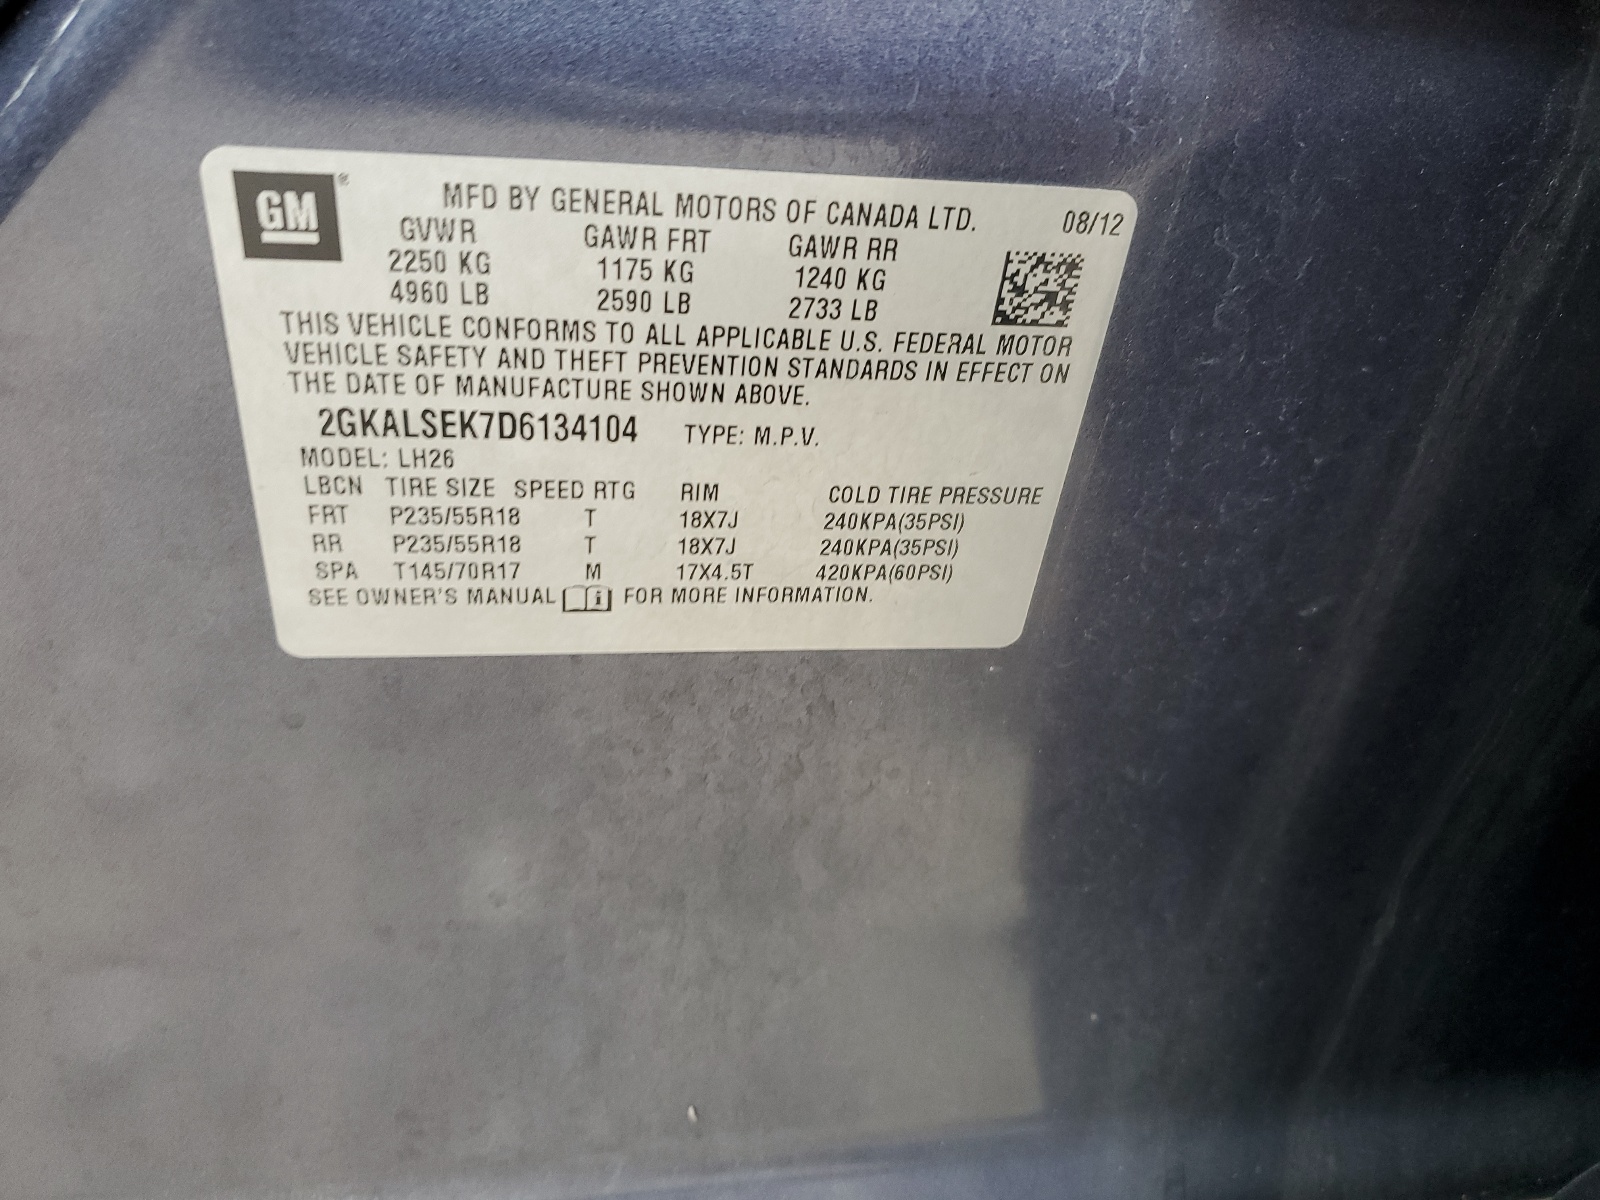 GM ®
MFD BY GENERAL MOTORS OF CANADA LTD. 08/12
GVWR GAWR FRT GAWR RR
2250 KG 1175 KG 1240 KG
4960 LB 2590 LB 2733 LB
THIS VEHICLE CONFORMS TO ALL APPLICABLE U.S. FEDERAL MOTOR
VEHICLE SAFETY AND THEFT PREVENTION STANDARDS IN EFFECT ON
THE DATE OF MANUFACTURE SHOWN ABOVE.
2GKALSEK7D6134104 TYPE: M.P.V.
MODEL: LH26
LBCN TIRE SIZE SPEED RTG RIM COLD TIRE PRESSURE
FRT P235/55R18 T 18X7J 240KPA(35PSI)
RR P235/55R18 T 18X7J 240KPA(35PSI)
SPA T145/70R17 M 17X4.5T 420KPA(60PSI)
SEE OWNER'S MANUAL i FOR MORE INFORMATION.